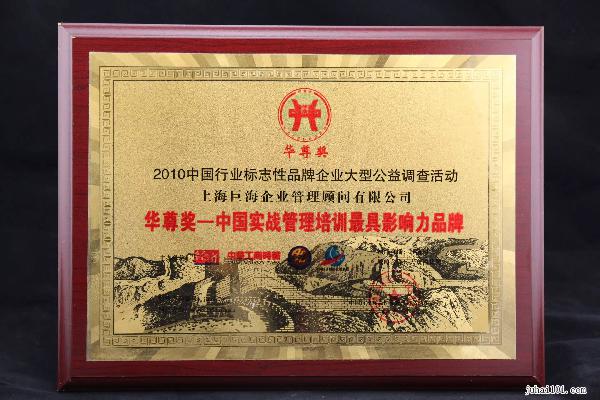 华尊奖
2010中国行业标志性品牌企业大型公益调查活动
上海巨海企业管理顾问有限公司
华尊奖—中国实战管理培训最具影响力品牌
juhai101.com